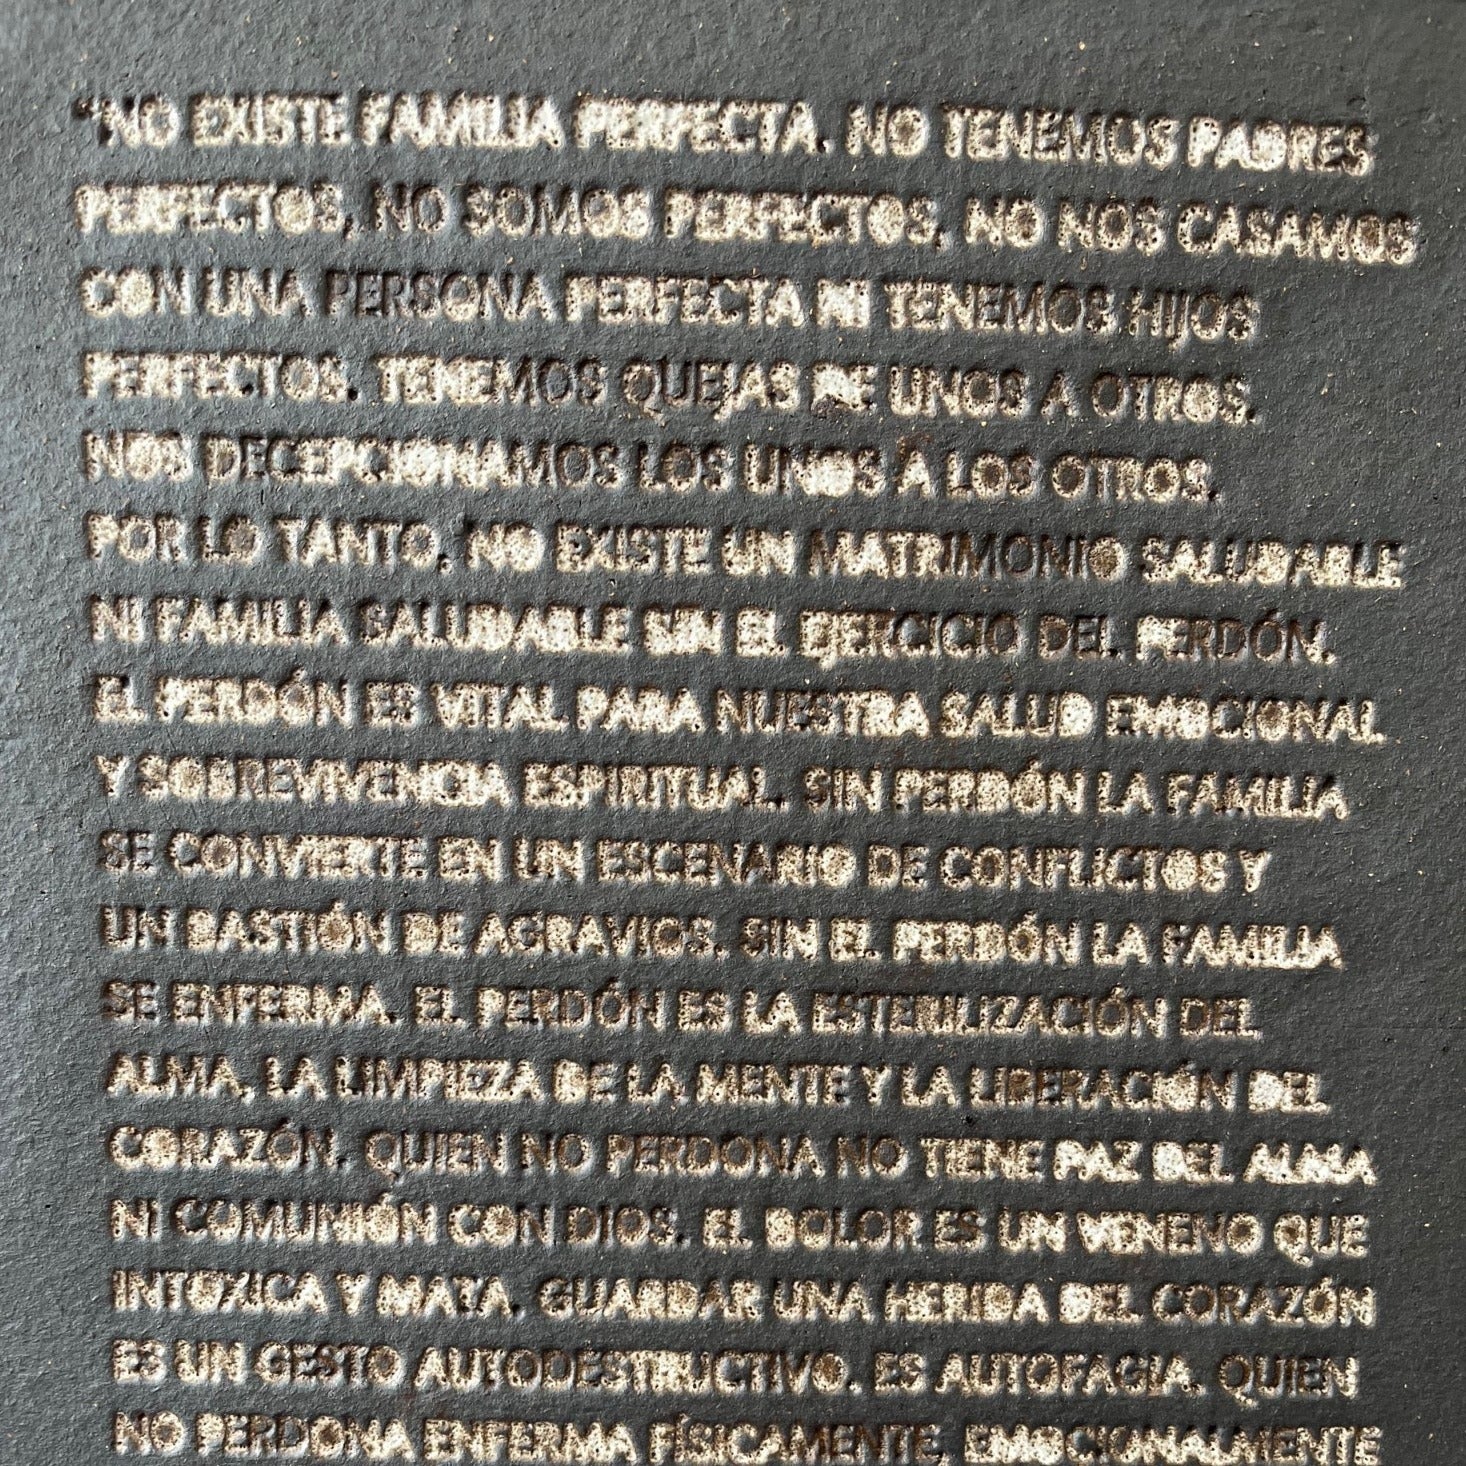 "NO EXISTE FAMILIA PERFECTA. NO TENEMOS PADRES
PERFECTOS, NO SOMOS PERFECTOS, NO NOS CASAMOS
CON UNA PERSONA PERFECTA NI TENEMOS HIJOS
PERFECTOS. TENEMOS QUEJAS DE UNOS A OTROS.
NOS DECEPCIONAMOS LOS UNOS A LOS OTROS.
POR LO TANTO, NO EXISTE UN MATRIMONIO SALUDABLE
NI FAMILIA SALUDABLE SIN EL EJERCICIO DEL PERDÓN.
EL PERDÓN ES VITAL PARA NUESTRA SALUD EMOCIONAL
Y SOBREVIVENCIA ESPIRITUAL. SIN PERDÓN LA FAMILIA
SE CONVIERTE EN UN ESCENARIO DE CONFLICTOS Y
UN BASTIÓN DE AGRAVIOS. SIN EL PERDÓN LA FAMILIA
SE ENFERMA. EL PERDÓN ES LA ESTERILIZACIÓN DEL
ALMA, LA LIMPIEZA DE LA MENTE Y LA LIBERACIÓN DEL
CORAZÓN. QUIEN NO PERDONA NO TIENE PAZ DEL ALMA
NI COMUNIÓN CON DIOS. EL DOLOR ES UN VENENO QUE
INTOXICA Y MATA. GUARDAR UNA HERIDA DEL CORAZÓN
ES UN GESTO AUTODESTRUCTIVO. ES AUTOFAGIA. QUIEN
NO PERDONA ENFERMA FÍSICAMENTE, EMOCIONALMENTE